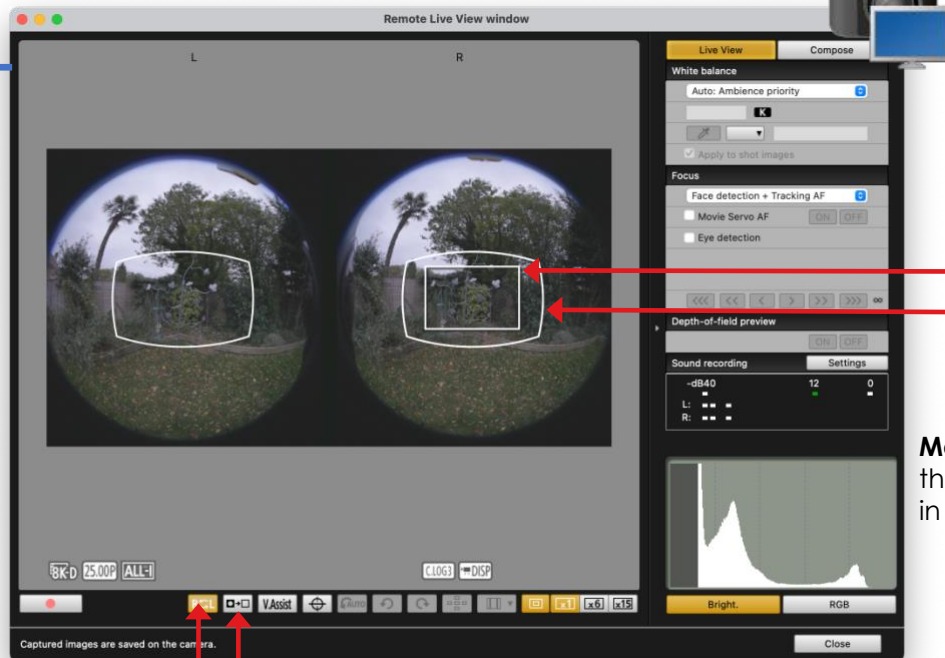 Remote Live View window
L
R
Live View
Compose
White balance
Auto: Ambience priority
K
Apply to shot images
Focus
Face detection + Tracking AF
Movie Servo AF
ON
OFF
Eye detection
<<<
<<
<
>
>>
>>>
∞
Depth-of-field preview
ON
OFF
Sound recording
Settings
-dB40
12
0
L:
R:
th
in
8K-D
25.00P
ALL-I
C.LOG3
DISP
V.Assist
AUTO
x1
x6
x15
Bright.
RGB
Captured images are saved on the camera.
Close